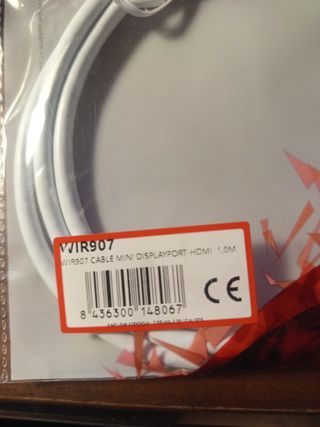 WIR907
WIR907 CABLE MINI DISPLAYPORT-HDMI 1.0M
8 436300 148067
CE